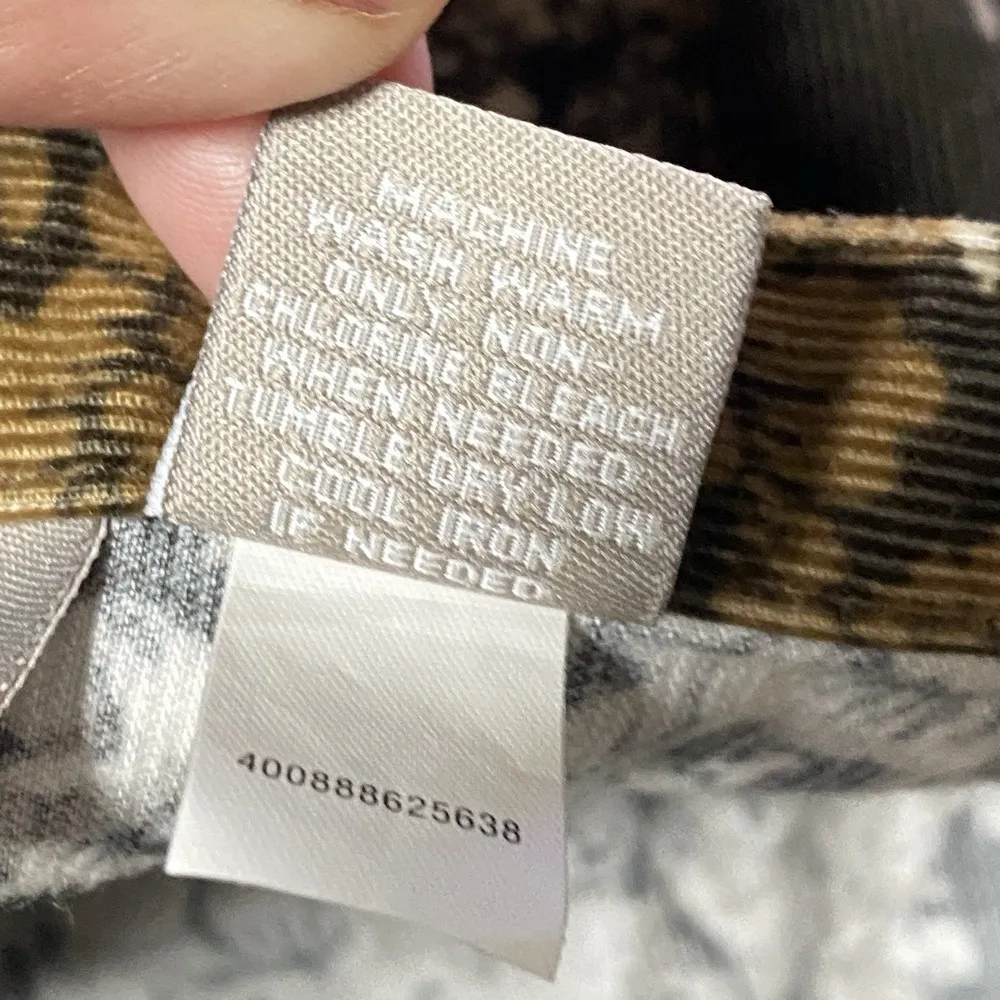 MACHINE
WASH WARM
ONLY NON-
CHLORINE BLEACH
WHEN NEEDED
TUMBLE DRY LOW
COOL IRON
IF NEEDED
400888625638